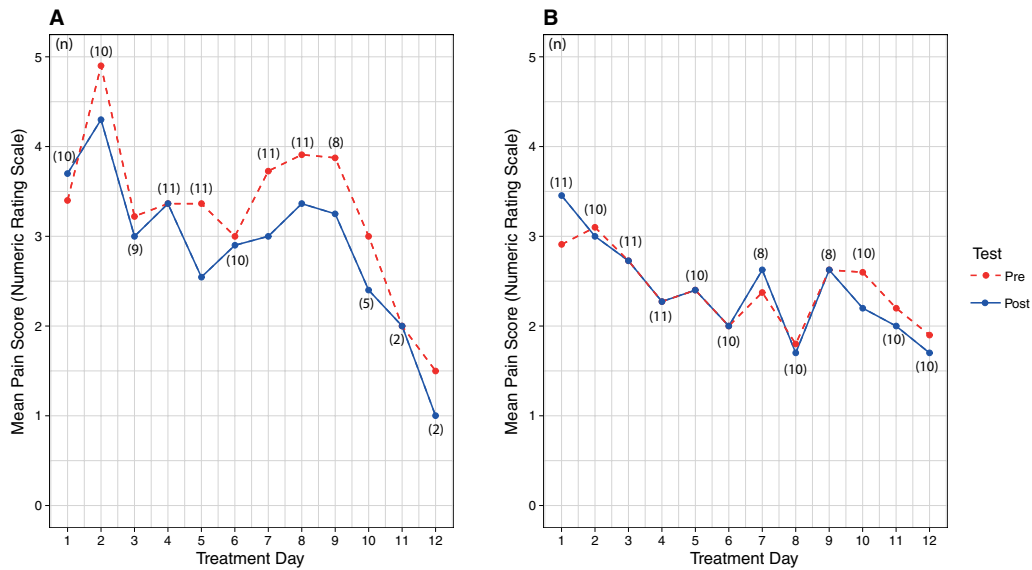 A
(n)
(10)
(10)
(9)
(11)
(11)
(10)
(11)
(11)
(8)
(5)
(2)
(2)
5
4
3
2
1
0
Mean Pain Score (Numeric Rating Scale)
1 2 3 4 5 6 7 8 9 10 11 12
Treatment Day
B
(n)
(11)
(10)
(11)
(11)
(10)
(10)
(8)
(10)
(8)
(10)
(10)
(10)
5
4
3
2
1
0
Mean Pain Score (Numeric Rating Scale)
1 2 3 4 5 6 7 8 9 10 11 12
Treatment Day
Test
Pre
Post